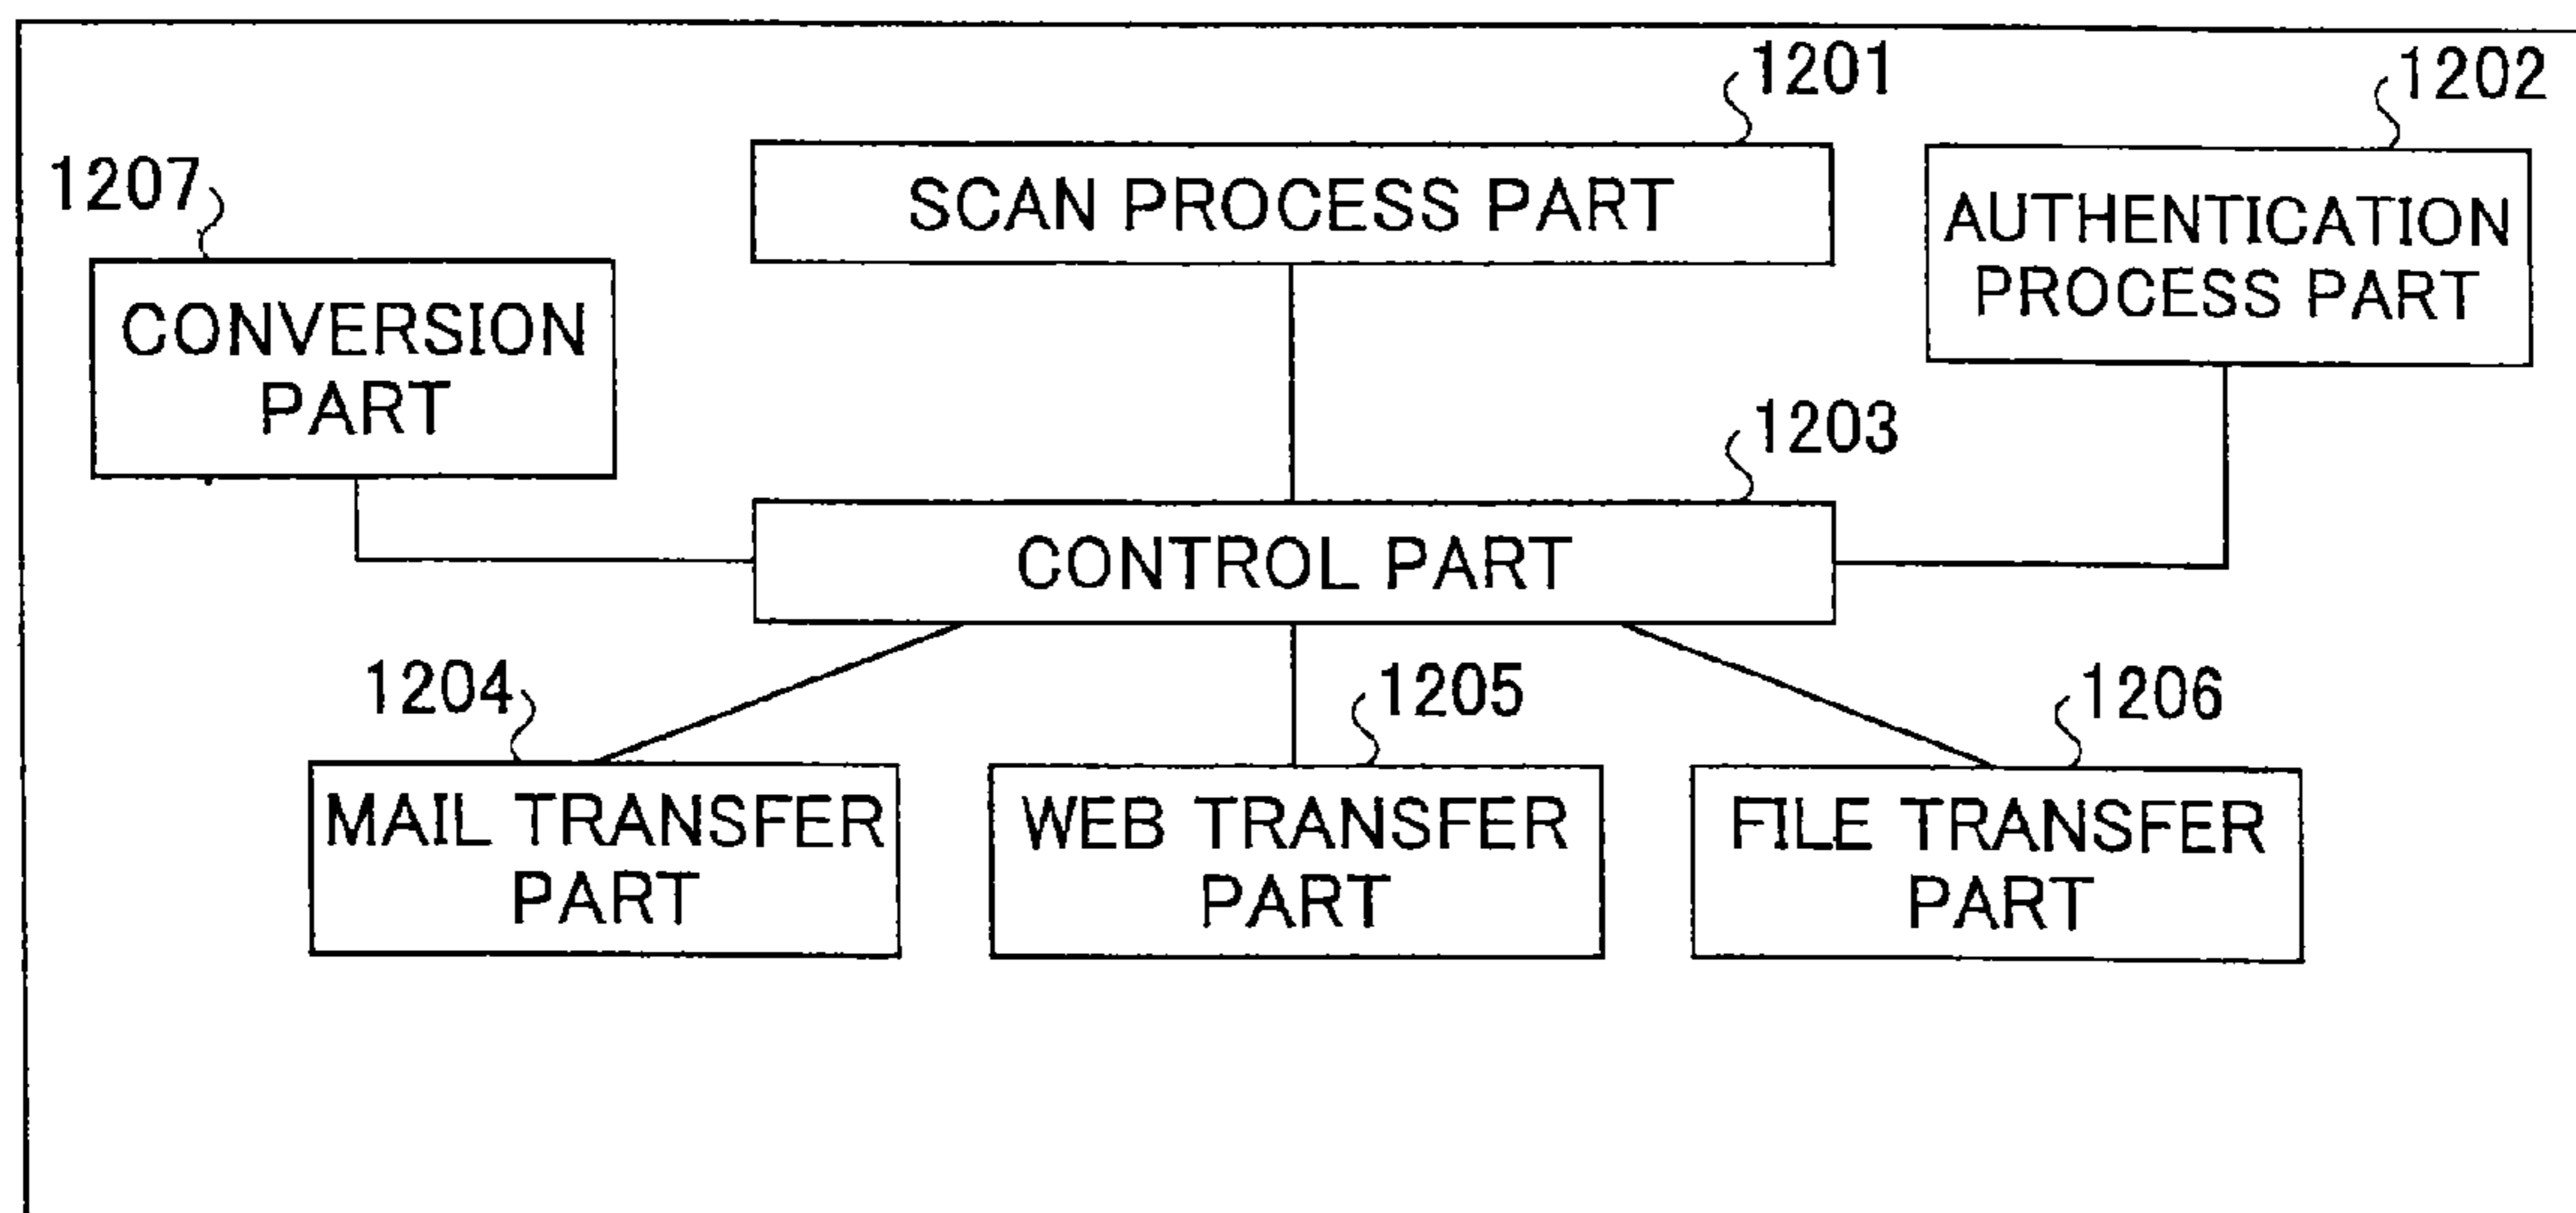 1201
1202
1207
SCAN PROCESS PART
AUTHENTICATION
PROCESS PART
CONVERSION
PART
1203
CONTROL PART
1204
1205
1206
MAIL TRANSFER
PART
WEB TRANSFER
PART
FILE TRANSFER
PART